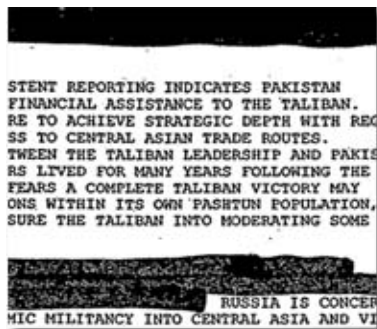 STENT REPORTING INDICATES PAKISTAN
FINANCIAL ASSISTANCE TO THE TALIBAN.
RE TO ACHIEVE STRATEGIC DEPTH WITH REG
SS TO CENTRAL ASIAN TRADE ROUTES.
TWEEN THE TALIBAN LEADERSHIP AND PAKIS
RS LIVED FOR MANY YEARS FOLLOWING THE
FEARS A COMPLETE TALIBAN VICTORY MAY
ONS WITHIN ITS OWN PASHTUN POPULATION,
SURE THE TALIBAN INTO MODERATING SOME
RUSSIA IS CONCER
MIC MILITANCY INTO CENTRAL ASIA AND VI